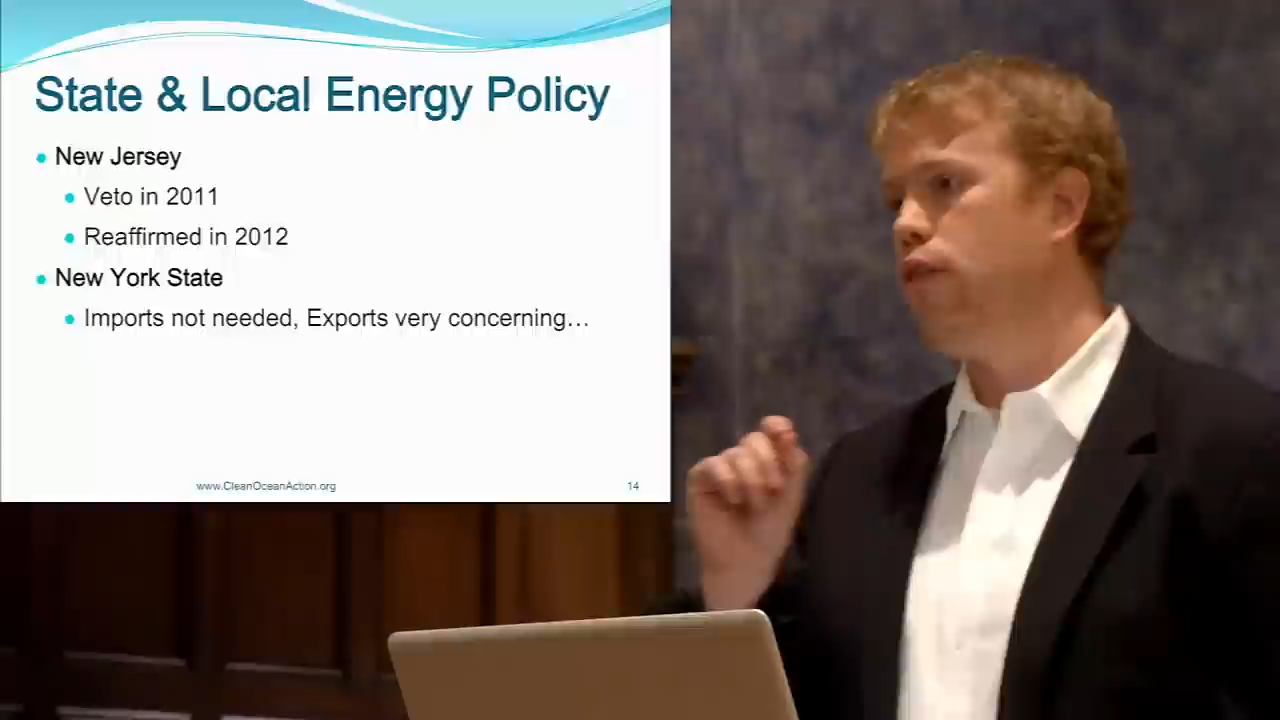 State & Local Energy Policy
New Jersey
Veto in 2011
Reaffirmed in 2012
New York State
Imports not needed, Exports very concerning…
www.CleanOceanAction.org
14